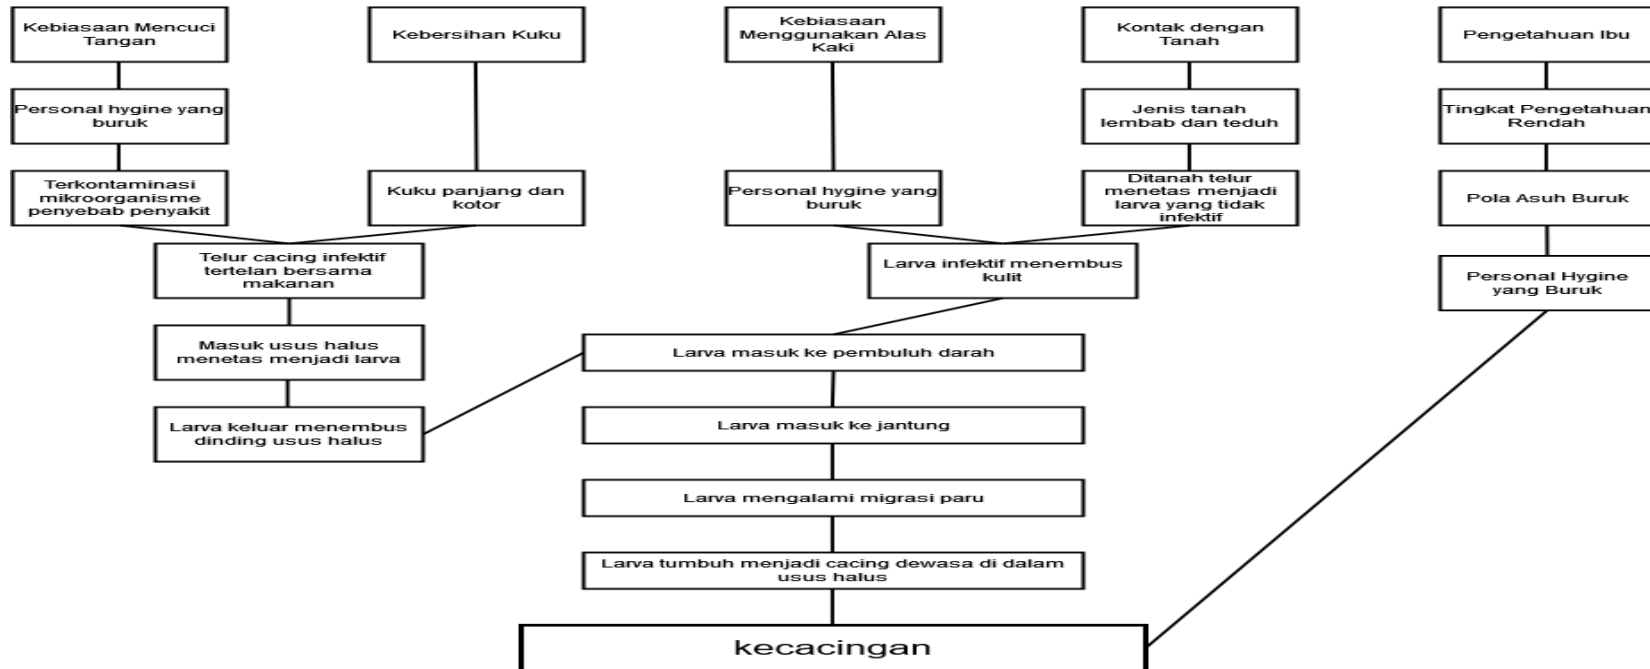 Kebiasaan Mencuci
Tangan
Kebersihan Kuku
Kebiasaan
Menggunakan Alas
Kaki
Kontak dengan
Tanah
Pengetahuan Ibu
Personal hygine yang
buruk
Jenis tanah
lembab dan teduh
Tingkat Pengetahuan
Rendah
Terkontaminasi
mikroorganisme
penyebab penyakit
Kuku panjang dan
kotor
Personal hygine yang
buruk
Ditanah telur
menetas menjadi
larva yang tidak
infektif
Pola Asuh Buruk
Telur cacing infektif
tertelan bersama
makanan
Larva infektif menembus
kulit
Personal Hygine
yang Buruk
Masuk usus halus
menetas menjadi larva
Larva masuk ke pembuluh darah
Larva keluar menembus
dinding usus halus
Larva masuk ke jantung
Larva mengalami migrasi paru
Larva tumbuh menjadi cacing dewasa di dalam
usus halus
kecacingan